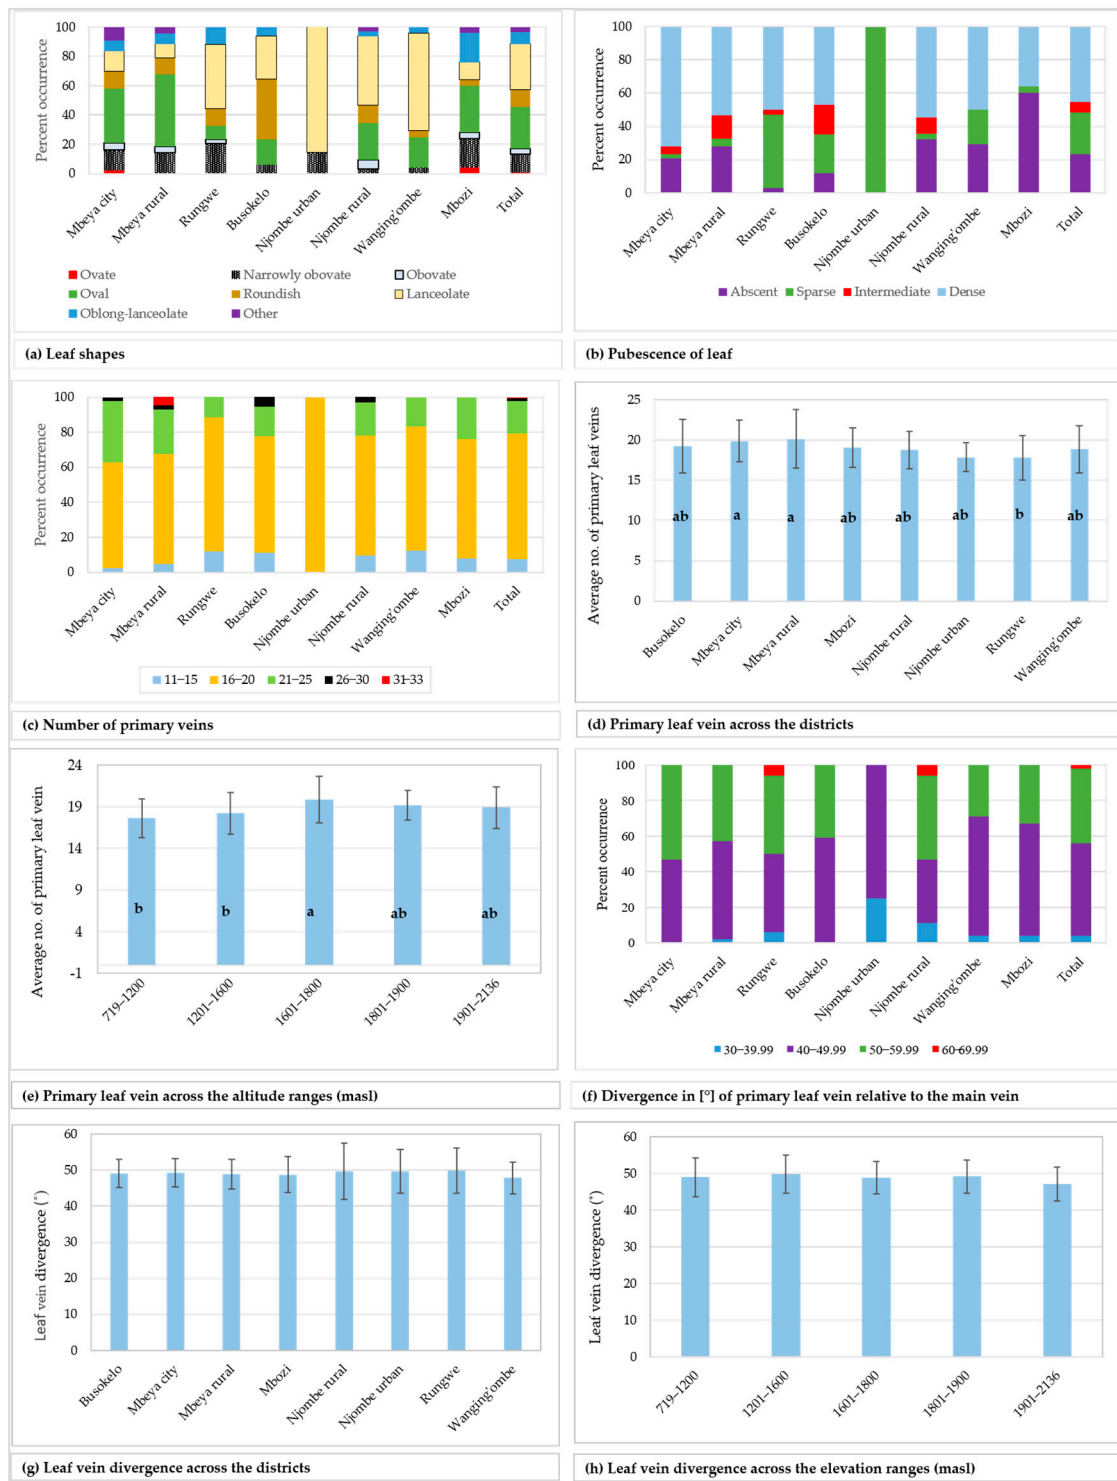 100
80
60
40
20
0
Percent occurrence
Mbeya city
Mbeya rural
Rungwe
Busokelo
Njombe urban
Njombe rural
Wanging'ombe
Mbozi
Total
Ovate
Narrowly obovate
Obovate
Oval
Roundish
Lanceolate
Oblong-lanceolate
Other
(a) Leaf shapes
100
80
60
40
20
0
Percent occurrence
Mbeya city
Mbeya rural
Rungwe
Busokelo
Njombe urban
Njombe rural
Wanging'ombe
Mbozi
Total
Abscent
Sparse
Intermediate
Dense
(b) Pubescence of leaf
100
80
60
40
20
0
Percent occurrence
Mbeya city
Mbeya rural
Rungwe
Busokelo
Njombe urban
Njombe rural
Wanging'ombe
Mbozi
Total
11–15
16–20
21–25
26–30
31-33
(c) Number of primary veins
25
20
15
10
5
0
Average no. of primary leaf veins
ab
a
a
ab
ab
ab
b
ab
Busokelo
Mbeya city
Mbeya rural
Mbozi
Njombe rural
Njombe urban
Rungwe
Wanging'ombe
(d) Primary leaf vein across the districts
24
19
14
9
4
-1
Average no. of primary leaf vein
b
b
a
ab
ab
719–1200
1201–1600
1601–1800
1801–1900
1901–2136
(e) Primary leaf vein across the altitude ranges (masl)
100
80
60
40
20
0
Percent occurrence
Mbeya city
Mbeya rural
Rungwe
Busokelo
Njombe urban
Njombe rural
Wanging'ombe
Mbozi
Total
30–39.99
40–49.99
50–59.99
60-69.99
(f) Divergence in [°] of primary leaf vein relative to the main vein
60
50
40
30
20
10
0
Leaf vein divergence (°)
Busokelo
Mbeya city
Mbeya rural
Mbozi
Njombe rural
Njombe urban
Rungwe
Wanging'ombe
(g) Leaf vein divergence across the districts
60
50
40
30
20
10
0
Leaf vein divergence (°)
719–1200
1201–1600
1601–1800
1801–1900
1901–2136
(h) Leaf vein divergence across the elevation ranges (masl)